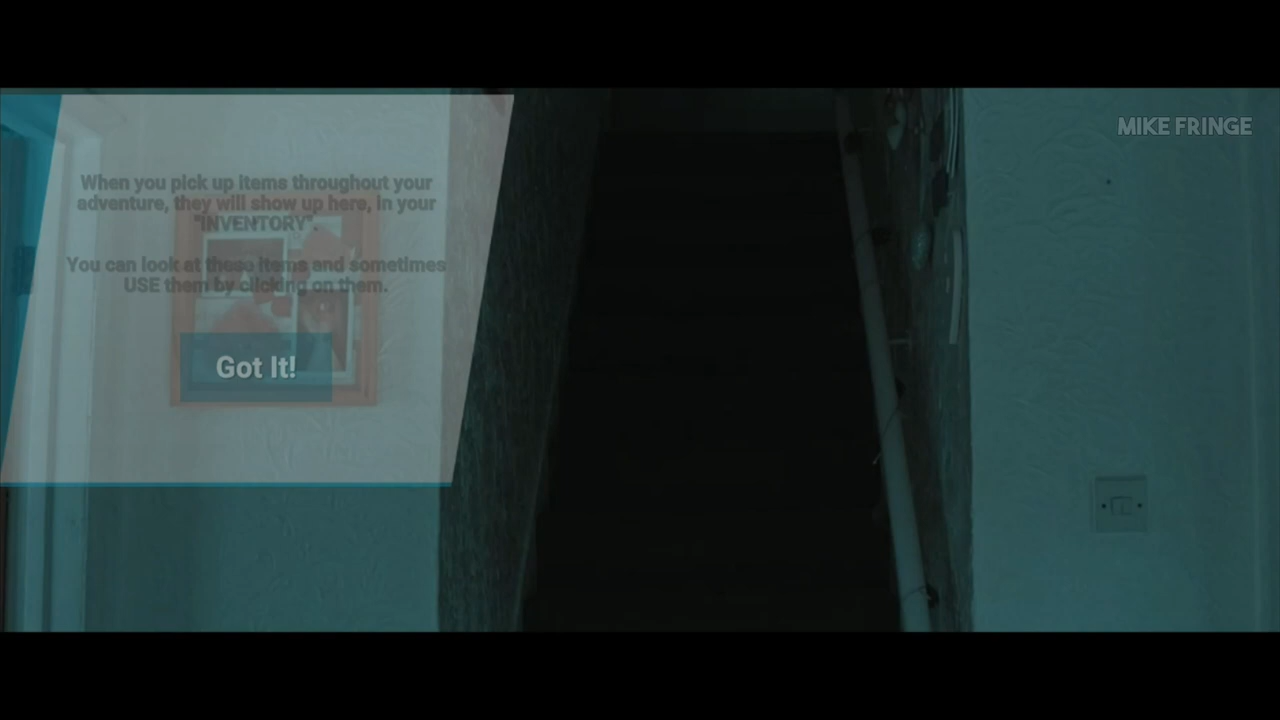 MIKE FRINGE
When you pick up items throughout your
adventure, they will show up here, in your
"INVENTORY".
You can look at these items and sometimes
USE them by clicking on them.
Got It!